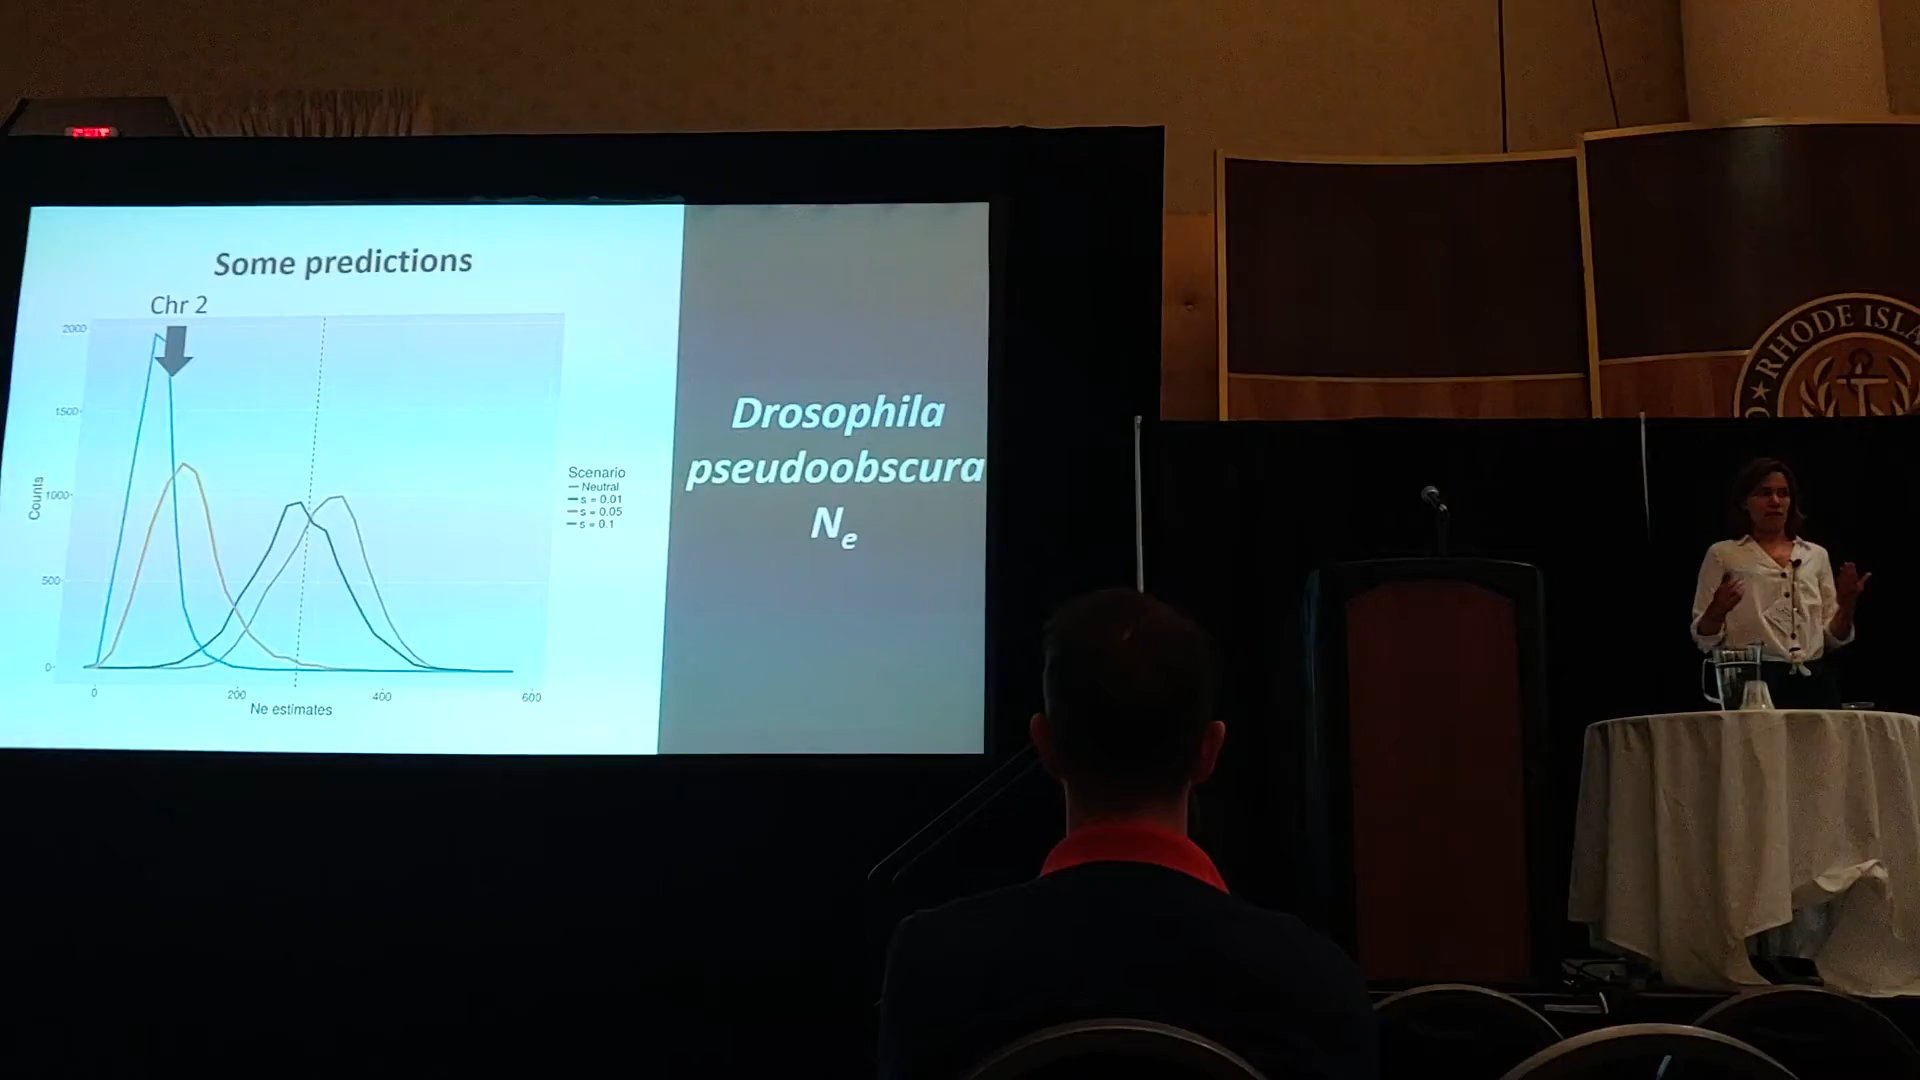 Some predictions
Chr 2
2000
1500
1000
500
0
Counts
0
200
400
600
Ne estimates
Scenario
Neutral
s = 0.01
s = 0.05
s = 0.1
Drosophila
pseudoobscura
Ne
RHODE ISLA